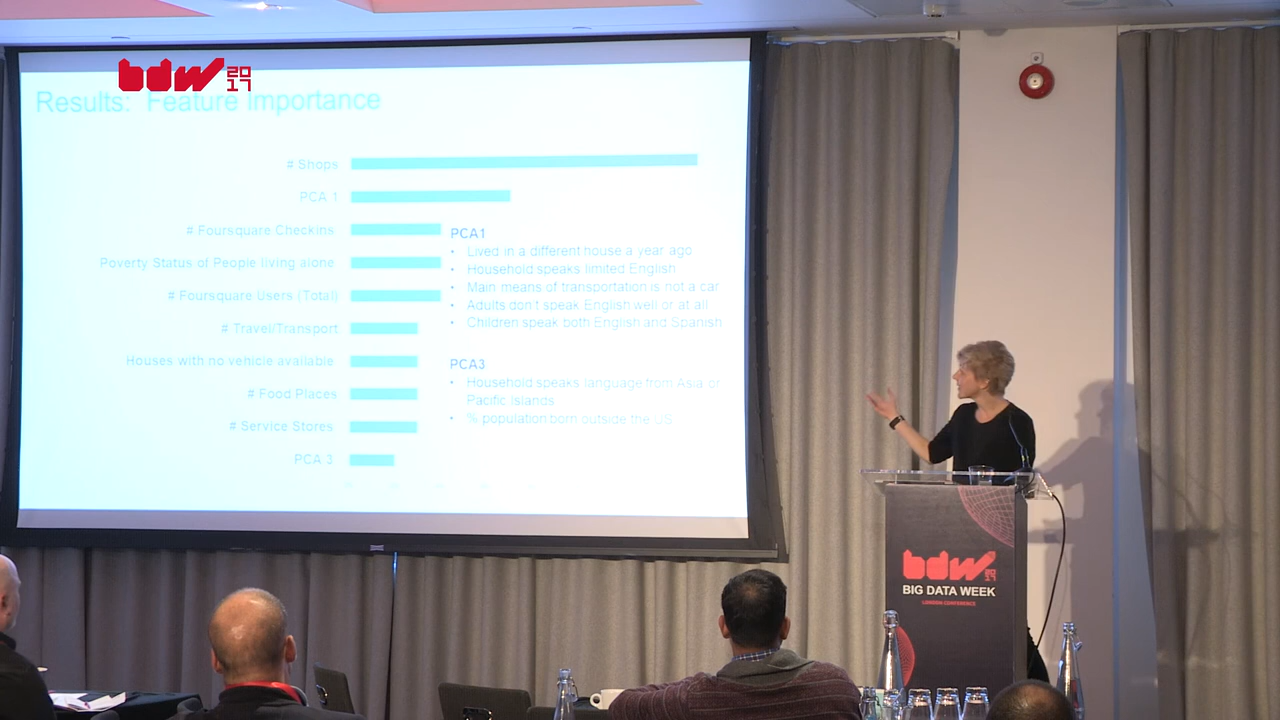 bdw 2017
Results: Feature Importance
# Shops
PCA 1
# Foursquare Checkins
Poverty Status of People living alone
# Foursquare Users (Total)
# Travel/Transport
Houses with no vehicle available
# Food Places
# Service Stores
PCA 3
PCA1
• Lived in a different house a year ago
• Household speaks limited English
• Main means of transportation is not a car
• Adults don't speak English well or at all
• Children speak both English and Spanish
PCA3
• Household speaks language from Asia or
Pacific Islands
• % population born outside the US
bdw 2017
BIG DATA WEEK
LONDON CONFERENCE